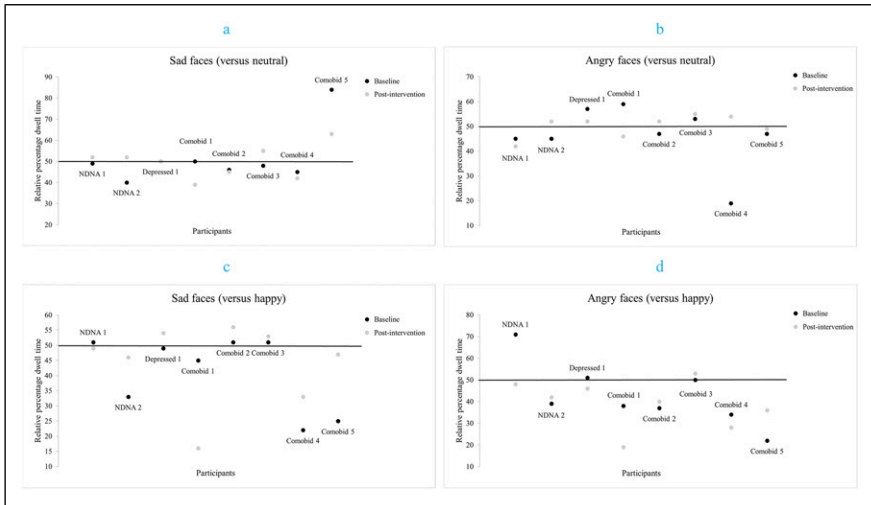 a
Sad faces (versus neutral)
Relative percentage dwell time
90
80
70
60
50
40
30
20
Comobid 5
Baseline
Post-intervention
Comobid 1
Comobid 2
Comobid 4
NDNA 1
Depressed 1
Comobid 3
NDNA 2
Participants
b
Angry faces (versus neutral)
Relative percentage dwell time
80
70
60
50
40
30
20
10
Baseline
Post-intervention
Depressed 1
Comobid 1
NDNA 1
NDNA 2
Comobid 2
Comobid 3
Comobid 5
Comobid 4
Participants
c
Sad faces (versus happy)
Relative percentage dwell time
60
55
50
45
40
35
30
25
20
15
10
Baseline
Post-intervention
NDNA 1
Depressed 1
Comobid 1
Comobid 2
Comobid 3
NDNA 2
Comobid 4
Comobid 5
Participants
d
Angry faces (versus happy)
Relative percentage dwell time
80
70
60
50
40
30
20
10
Baseline
Post-intervention
NDNA 1
Depressed 1
NDNA 2
Comobid 1
Comobid 2
Comobid 3
Comobid 4
Comobid 5
Participants